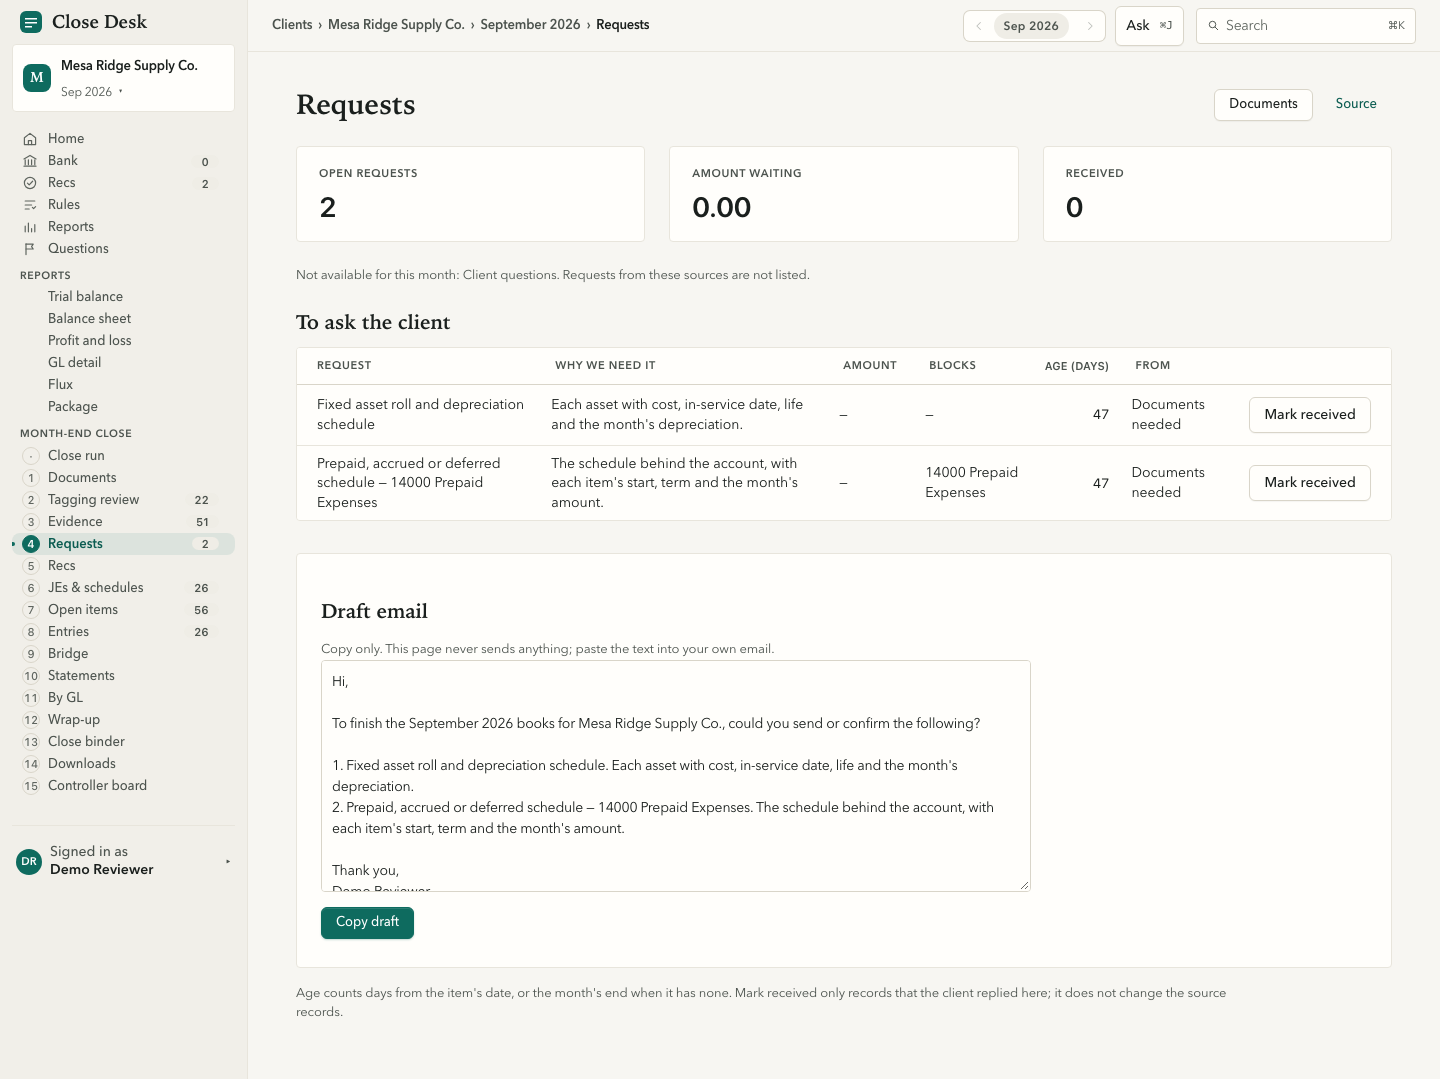 Close Desk
M
Mesa Ridge Supply Co.
Sep 2026
Home
Bank 0
Recs 2
Rules
Reports
Questions
REPORTS
Trial balance
Balance sheet
Profit and loss
GL detail
Flux
Package
MONTH-END CLOSE
· Close run
1 Documents
2 Tagging review 22
3 Evidence 51
4 Requests 2
5 Recs
6 JEs & schedules 26
7 Open items 56
8 Entries 26
9 Bridge
10 Statements
11 By GL
12 Wrap-up
13 Close binder
14 Downloads
15 Controller board
DR
Signed in as
Demo Reviewer
Clients › Mesa Ridge Supply Co. › September 2026 › Requests
‹ Sep 2026 ›
Ask ⌘J
Search ⌘K
Requests
Documents
Source
OPEN REQUESTS
2
AMOUNT WAITING
0.00
RECEIVED
0
Not available for this month: Client questions. Requests from these sources are not listed.
To ask the client
REQUEST WHY WE NEED IT AMOUNT BLOCKS AGE (DAYS) FROM
Fixed asset roll and depreciation
schedule
Each asset with cost, in-service date, life
and the month's depreciation.
–
–
47
Documents
needed
Mark received
Prepaid, accrued or deferred
schedule – 14000 Prepaid
Expenses
The schedule behind the account, with
each item's start, term and the month's
amount.
–
14000 Prepaid
Expenses
47
Documents
needed
Mark received
Draft email
Copy only. This page never sends anything; paste the text into your own email.
Hi,
To finish the September 2026 books for Mesa Ridge Supply Co., could you send or confirm the following?
1. Fixed asset roll and depreciation schedule. Each asset with cost, in-service date, life and the month's
depreciation.
2. Prepaid, accrued or deferred schedule – 14000 Prepaid Expenses. The schedule behind the account, with
each item's start, term and the month's amount.
Thank you,
Demo Reviewer
Copy draft
Age counts days from the item's date, or the month's end when it has none. Mark received only records that the client replied here; it does not change the source
records.